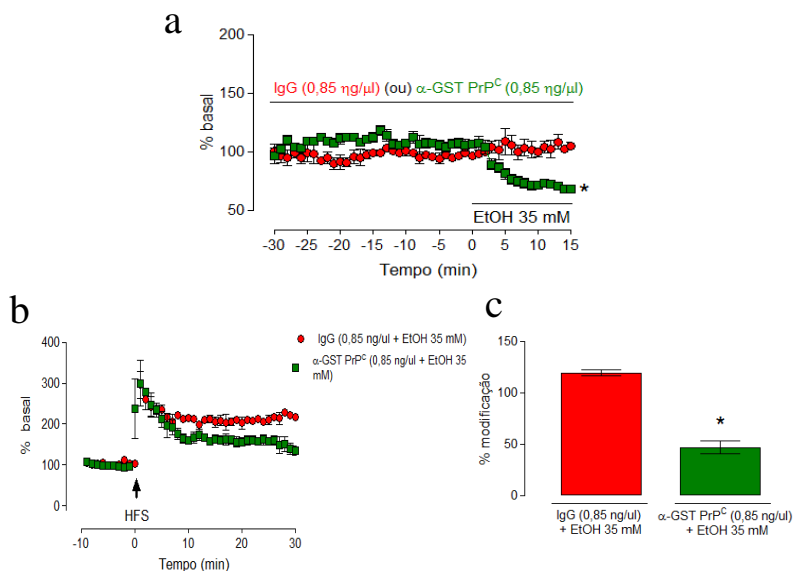 a
200
150
100
50
% basal
IgG (0,85 ηg/μl) (ou) α-GST PrP^C (0,85 ηg/μl)
*
EtOH 35 mM
-30 -25 -20 -15 -10 -5 0 5 10 15
Tempo (min)
b
400
300
200
100
0
% basal
IgG (0,85 ng/ul + EtOH 35 mM)
α-GST PrP^C (0,85 ng/ul + EtOH 35
mM)
HFS
-10 0 10 20 30
Tempo (min)
c
150
100
50
0
% modificação
*
IgG (0,85 ng/ul)
+ EtOH 35 mM
α-GST PrP^C (0,85 ng/ul)
+ EtOH 35 mM